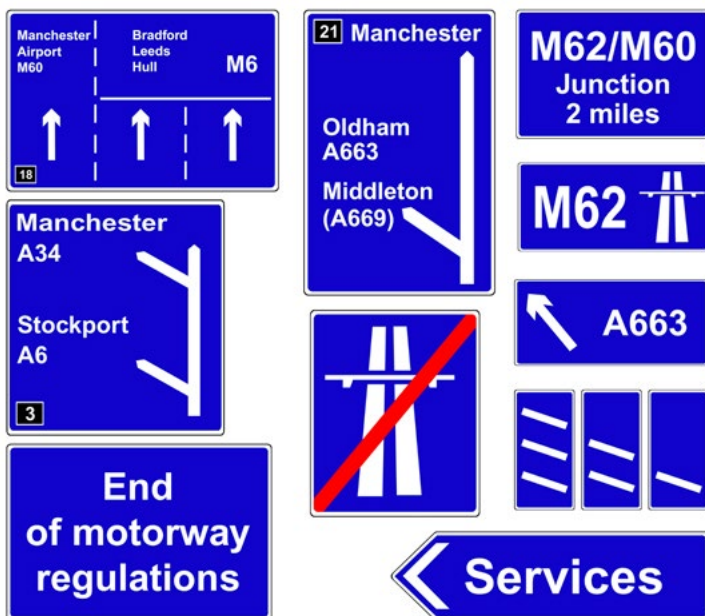 Manchester
Airport
M60
Bradford
Leeds
Hull
M6
18
21 Manchester
Oldham
A663
Middleton
(A669)
M62/M60
Junction
2 miles
M62
Manchester
A34
Stockport
A6
3
A663
End
of motorway
regulations
Services